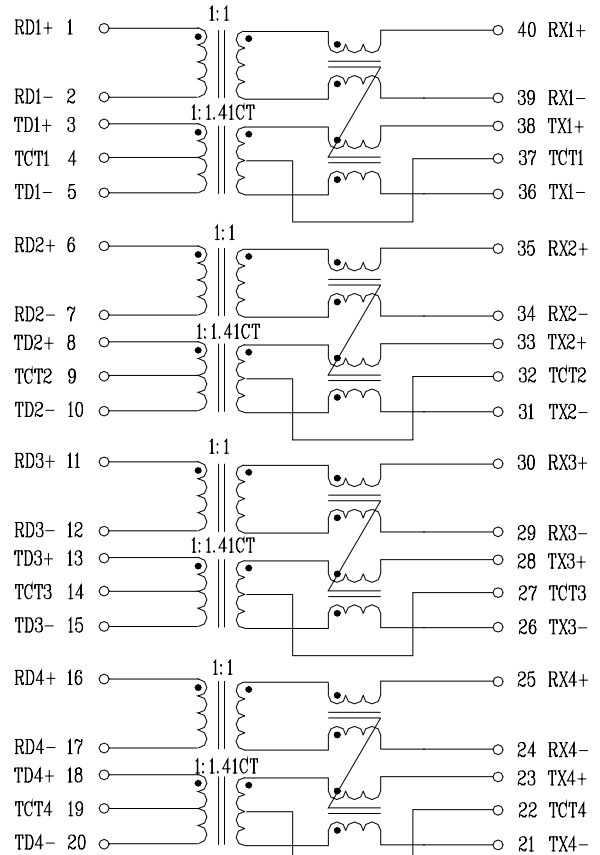 1:1
RD1+ 1 40 RX1+
RD1- 2 39 RX1-
1:1.41CT
TD1+ 3 38 TX1+
TCT1 4 37 TCT1
TD1- 5 36 TX1-
1:1
RD2+ 6 35 RX2+
RD2- 7 34 RX2-
1:1.41CT
TD2+ 8 33 TX2+
TCT2 9 32 TCT2
TD2- 10 31 TX2-
1:1
RD3+ 11 30 RX3+
RD3- 12 29 RX3-
1:1.41CT
TD3+ 13 28 TX3+
TCT3 14 27 TCT3
TD3- 15 26 TX3-
1:1
RD4+ 16 25 RX4+
RD4- 17 24 RX4-
1:1.41CT
TD4+ 18 23 TX4+
TCT4 19 22 TCT4
TD4- 20 21 TX4-